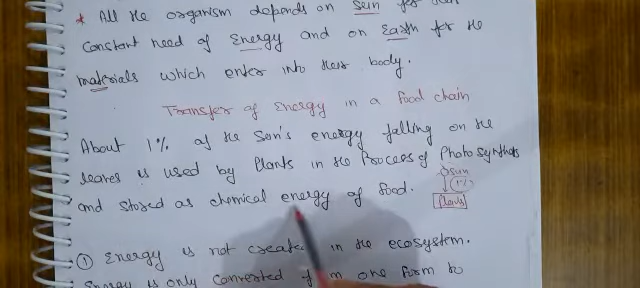 * All the organism depends on Sun for their
constant need of Energy and on Earth for the
materials which enter into their body.
Transfer of Energy in a food chain
About 1% of the Sun's energy falling on the
leaves is used by Plants in the Process of Photosynthesis
and stored as chemical energy of food.
Sun
1%
Plants
① Energy is not created in the ecosystem.
Energy is only converted from one form to